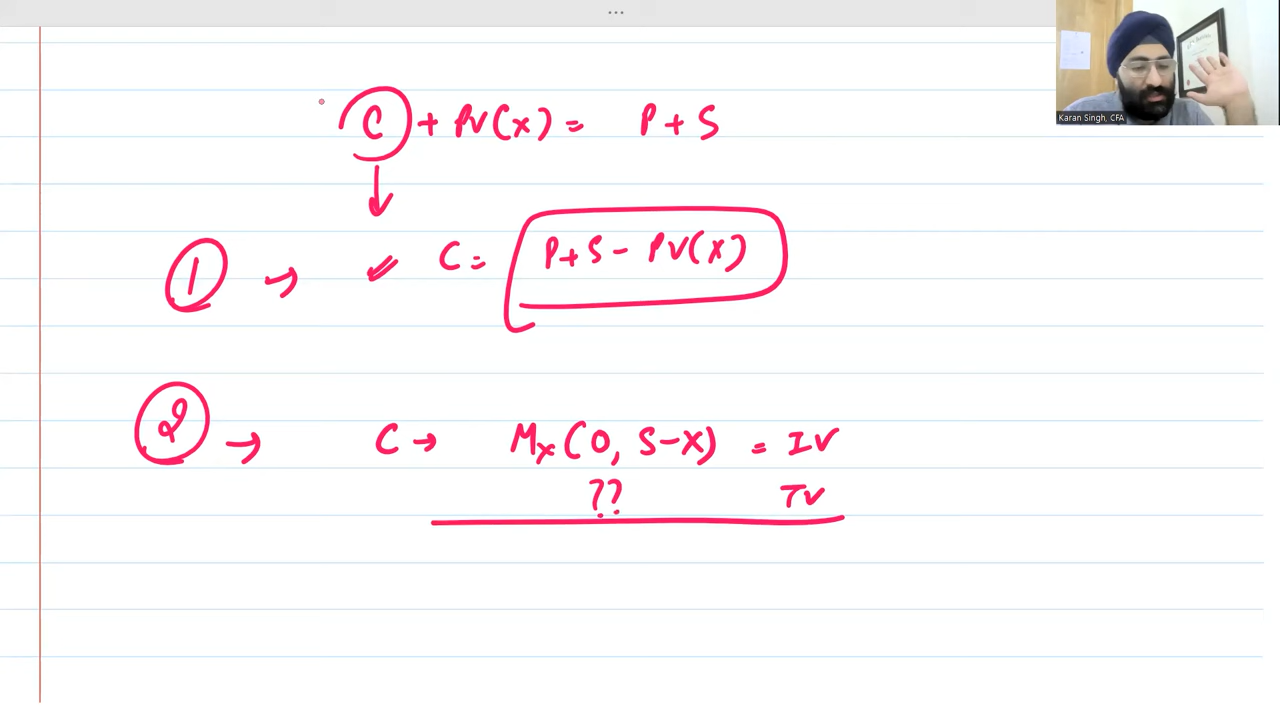 C + PV(X) = P + S
Karan Singh, CFA
① → C = P + S - PV(X)
② → C → Mx(0, S-X) = IV
?? TV